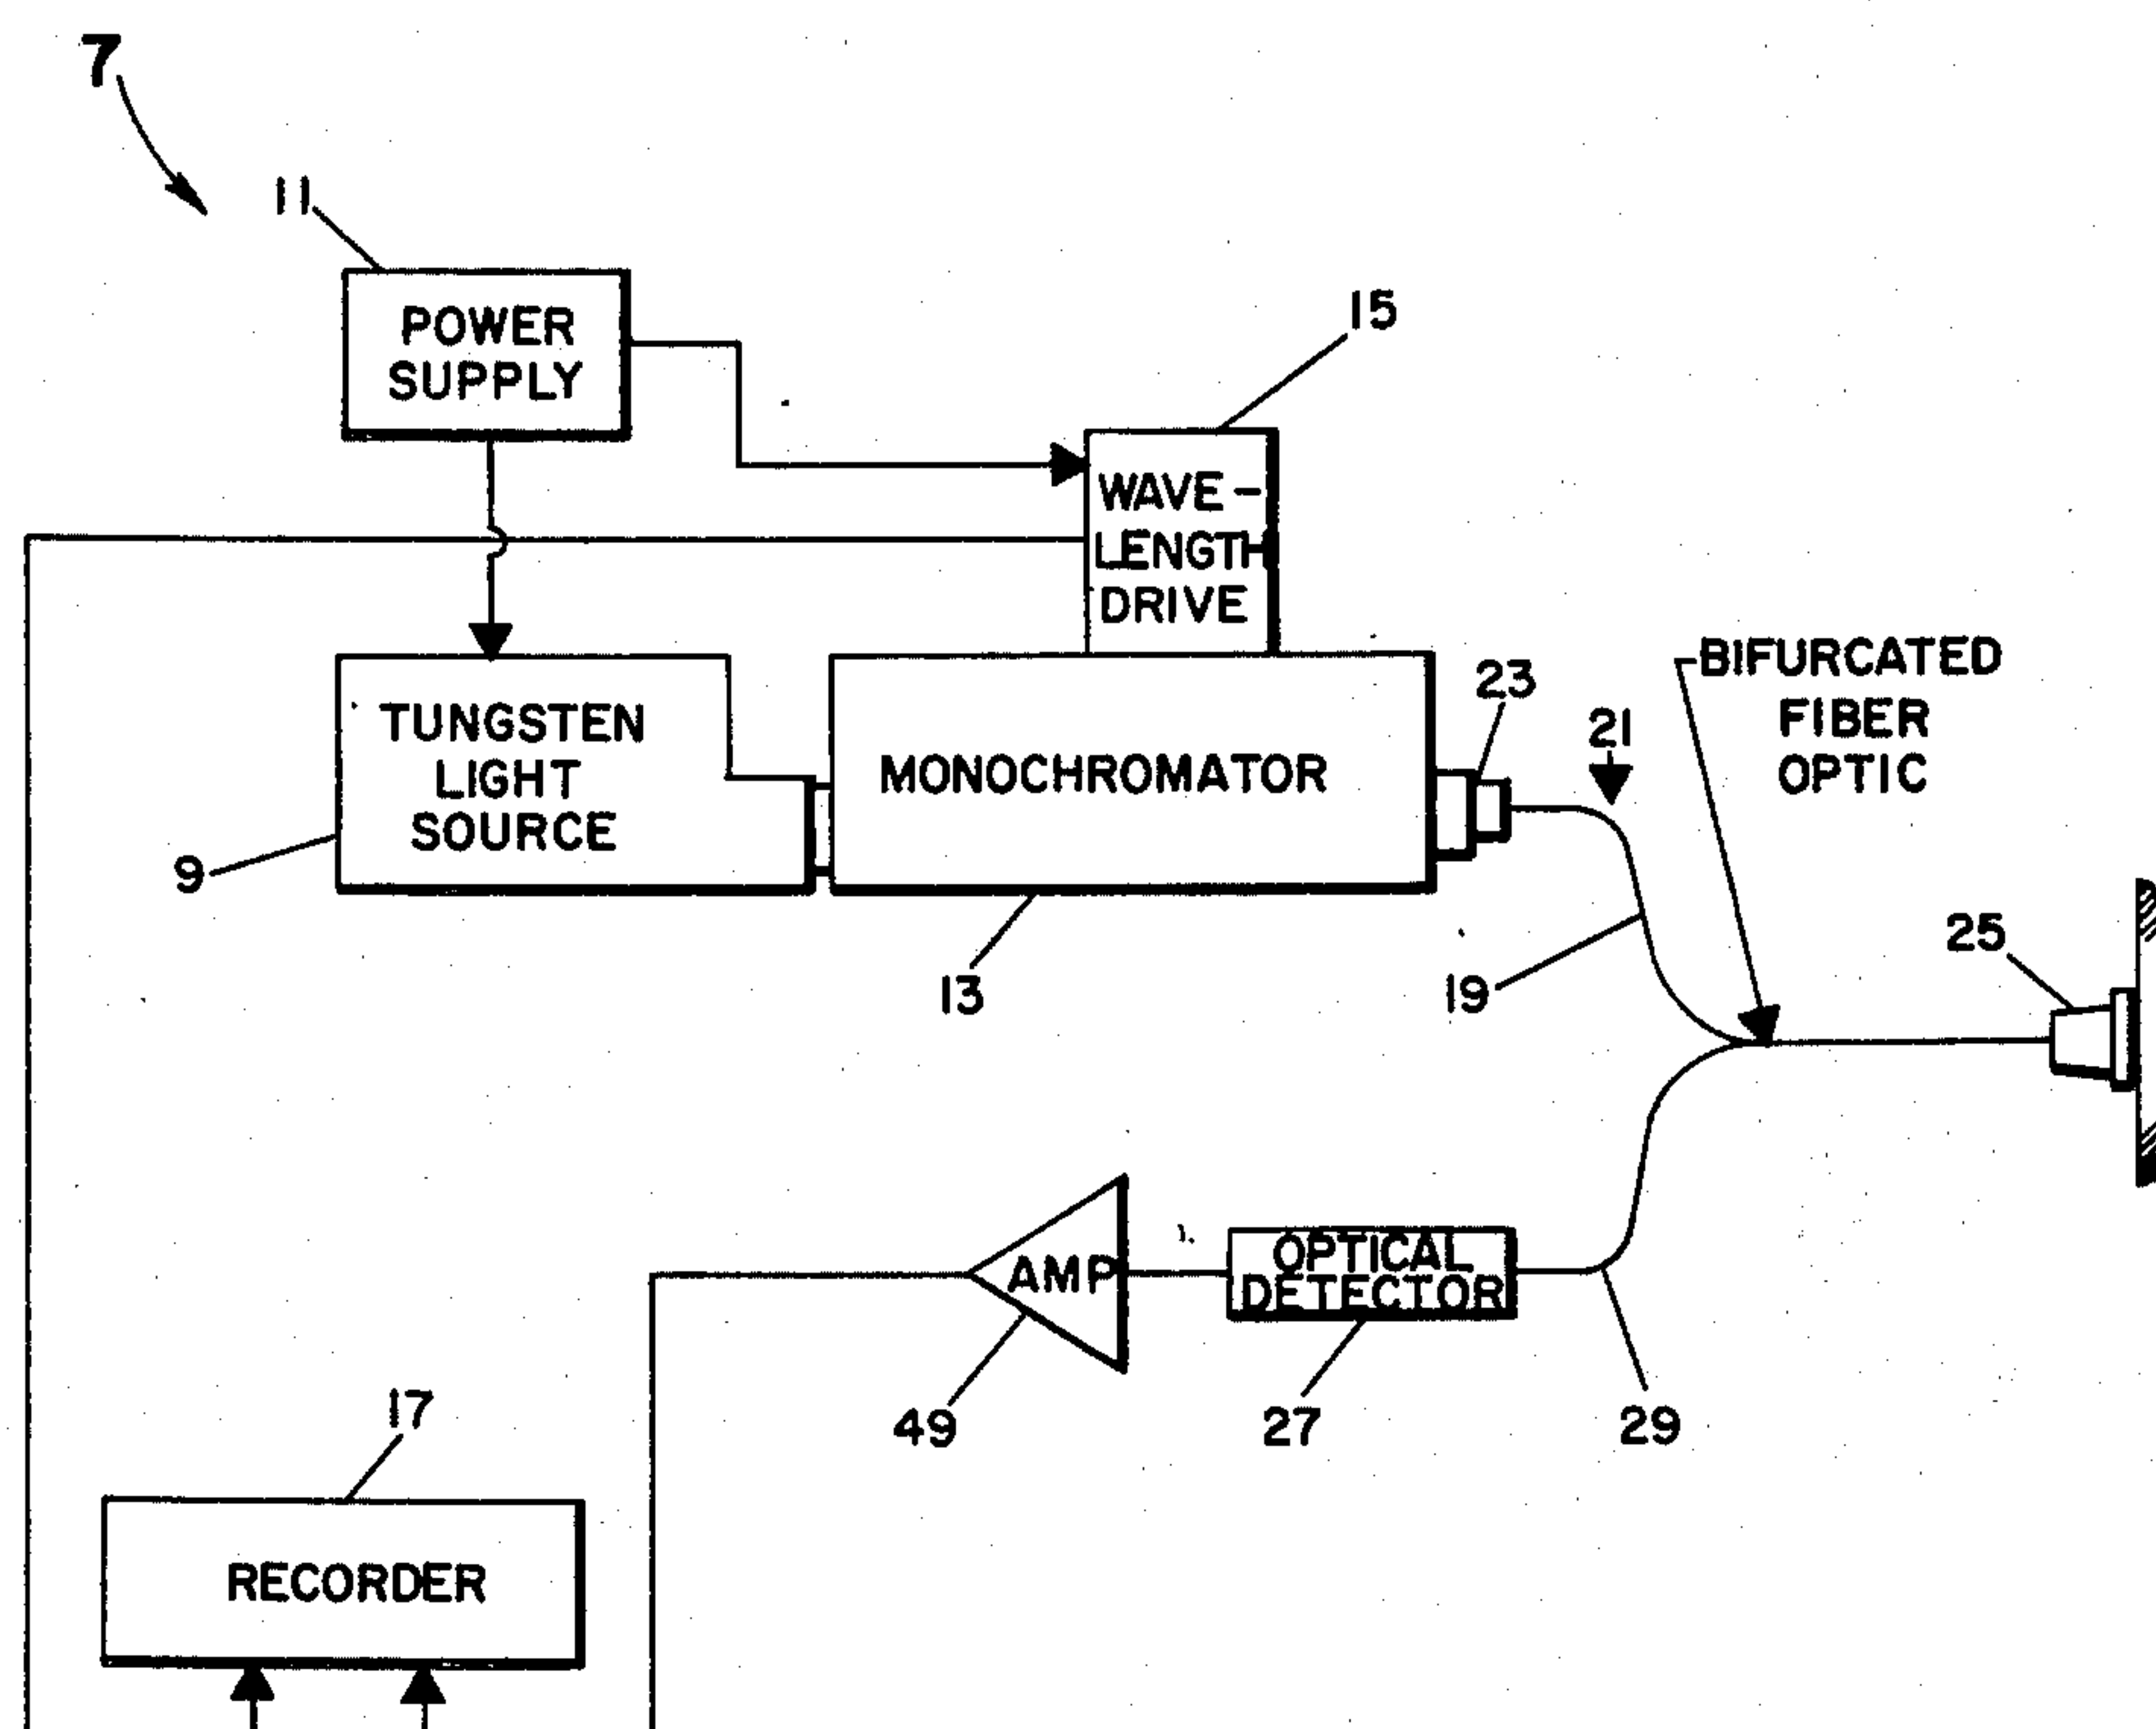 7
11
POWER
SUPPLY
15
WAVE-
LENGTH
DRIVE
TUNGSTEN
LIGHT
SOURCE
9
MONOCHROMATOR
13
23
21
BIFURCATED
FIBER
OPTIC
19
25
AMP
49
OPTICAL
DETECTOR
27
29
17
RECORDER